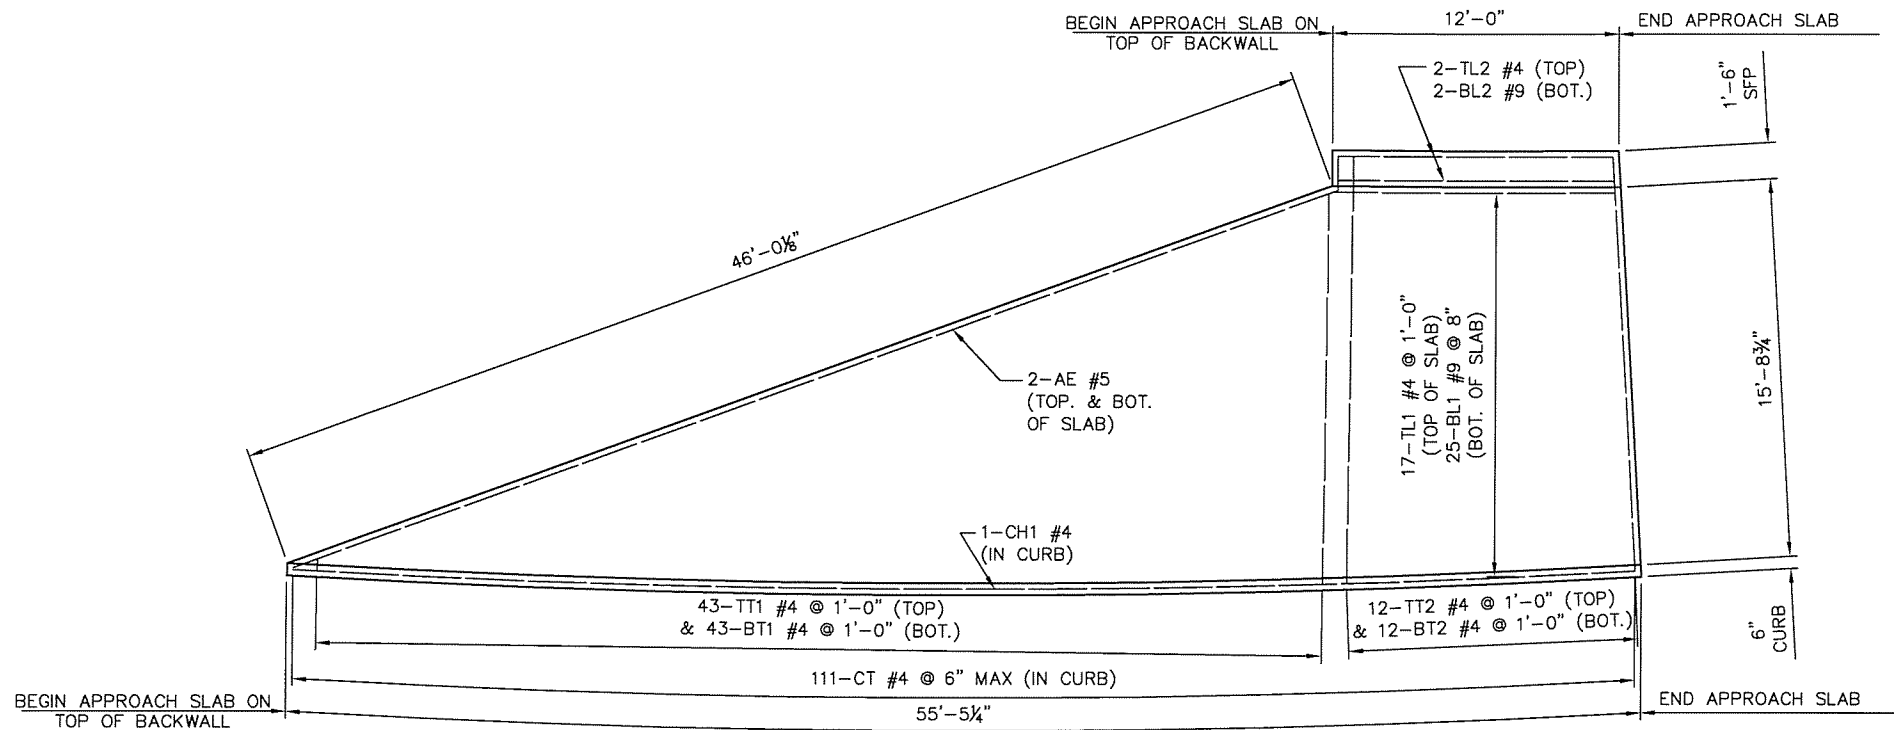 BEGIN APPROACH SLAB ON
TOP OF BACKWALL
12'-0"
END APPROACH SLAB
2-TL2 #4 (TOP)
2-BL2 #9 (BOT.)
1'-6"
SFP
46'-0⅛"
2-AE #5
(TOP. & BOT.
OF SLAB)
17-TL1 #4 @ 1'-0"
(TOP OF SLAB)
25-BL1 #9 @ 8"
(BOT. OF SLAB)
15'-8¾"
1-CH1 #4
(IN CURB)
43-TT1 #4 @ 1'-0" (TOP)
& 43-BT1 #4 @ 1'-0" (BOT.)
12-TT2 #4 @ 1'-0" (TOP)
& 12-BT2 #4 @ 1'-0" (BOT.)
6"
CURB
111-CT #4 @ 6" MAX (IN CURB)
BEGIN APPROACH SLAB ON
TOP OF BACKWALL
55'-5¼"
END APPROACH SLAB